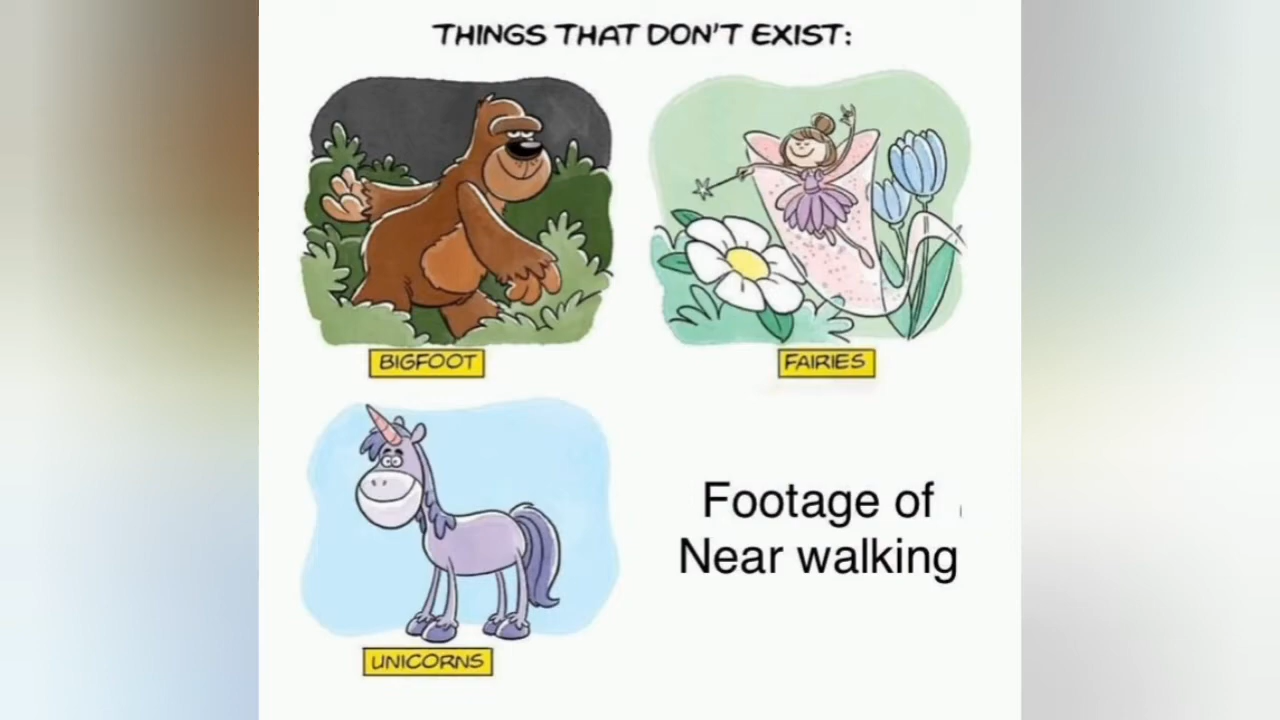 THINGS THAT DON'T EXIST:
BIGFOOT
FAIRIES
UNICORNS
Footage of
Near walking